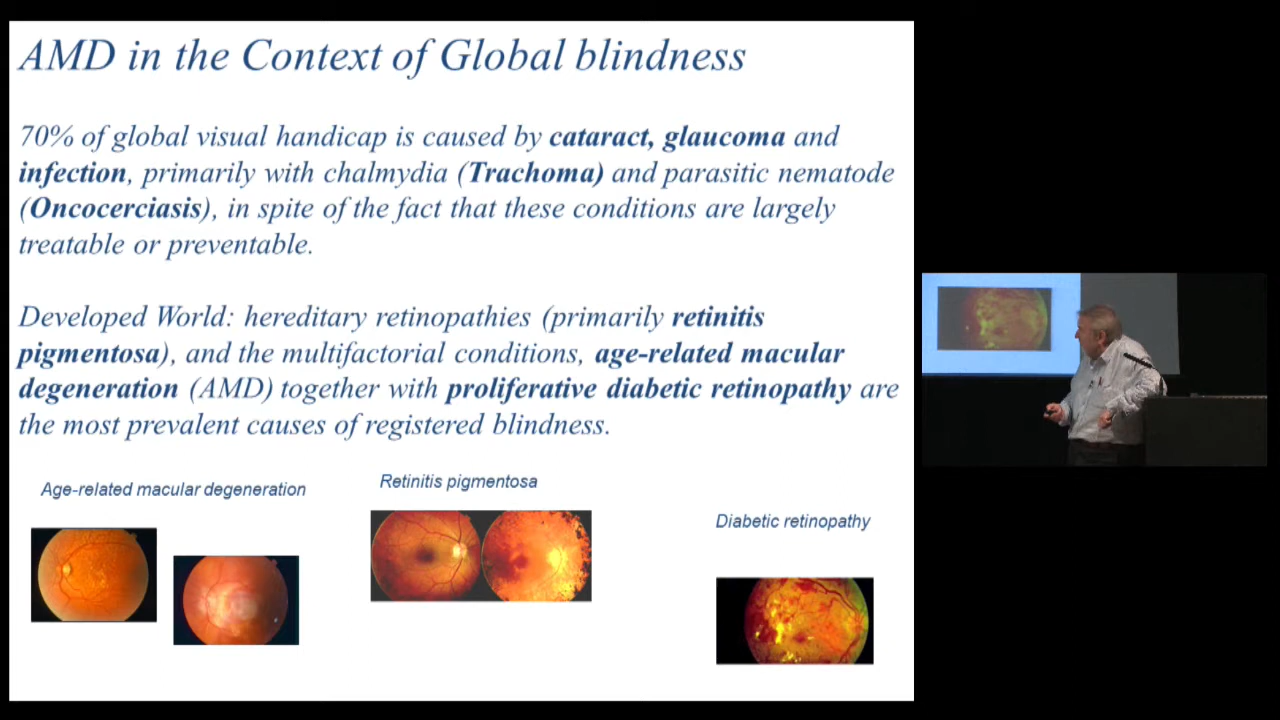 AMD in the Context of Global blindness
70% of global visual handicap is caused by cataract, glaucoma and
infection, primarily with chalmydia (Trachoma) and parasitic nematode
(Oncocerciasis), in spite of the fact that these conditions are largely
treatable or preventable.
Developed World: hereditary retinopathies (primarily retinitis
pigmentosa), and the multifactorial conditions, age-related macular
degeneration (AMD) together with proliferative diabetic retinopathy are
the most prevalent causes of registered blindness.
Age-related macular degeneration
Retinitis pigmentosa
Diabetic retinopathy